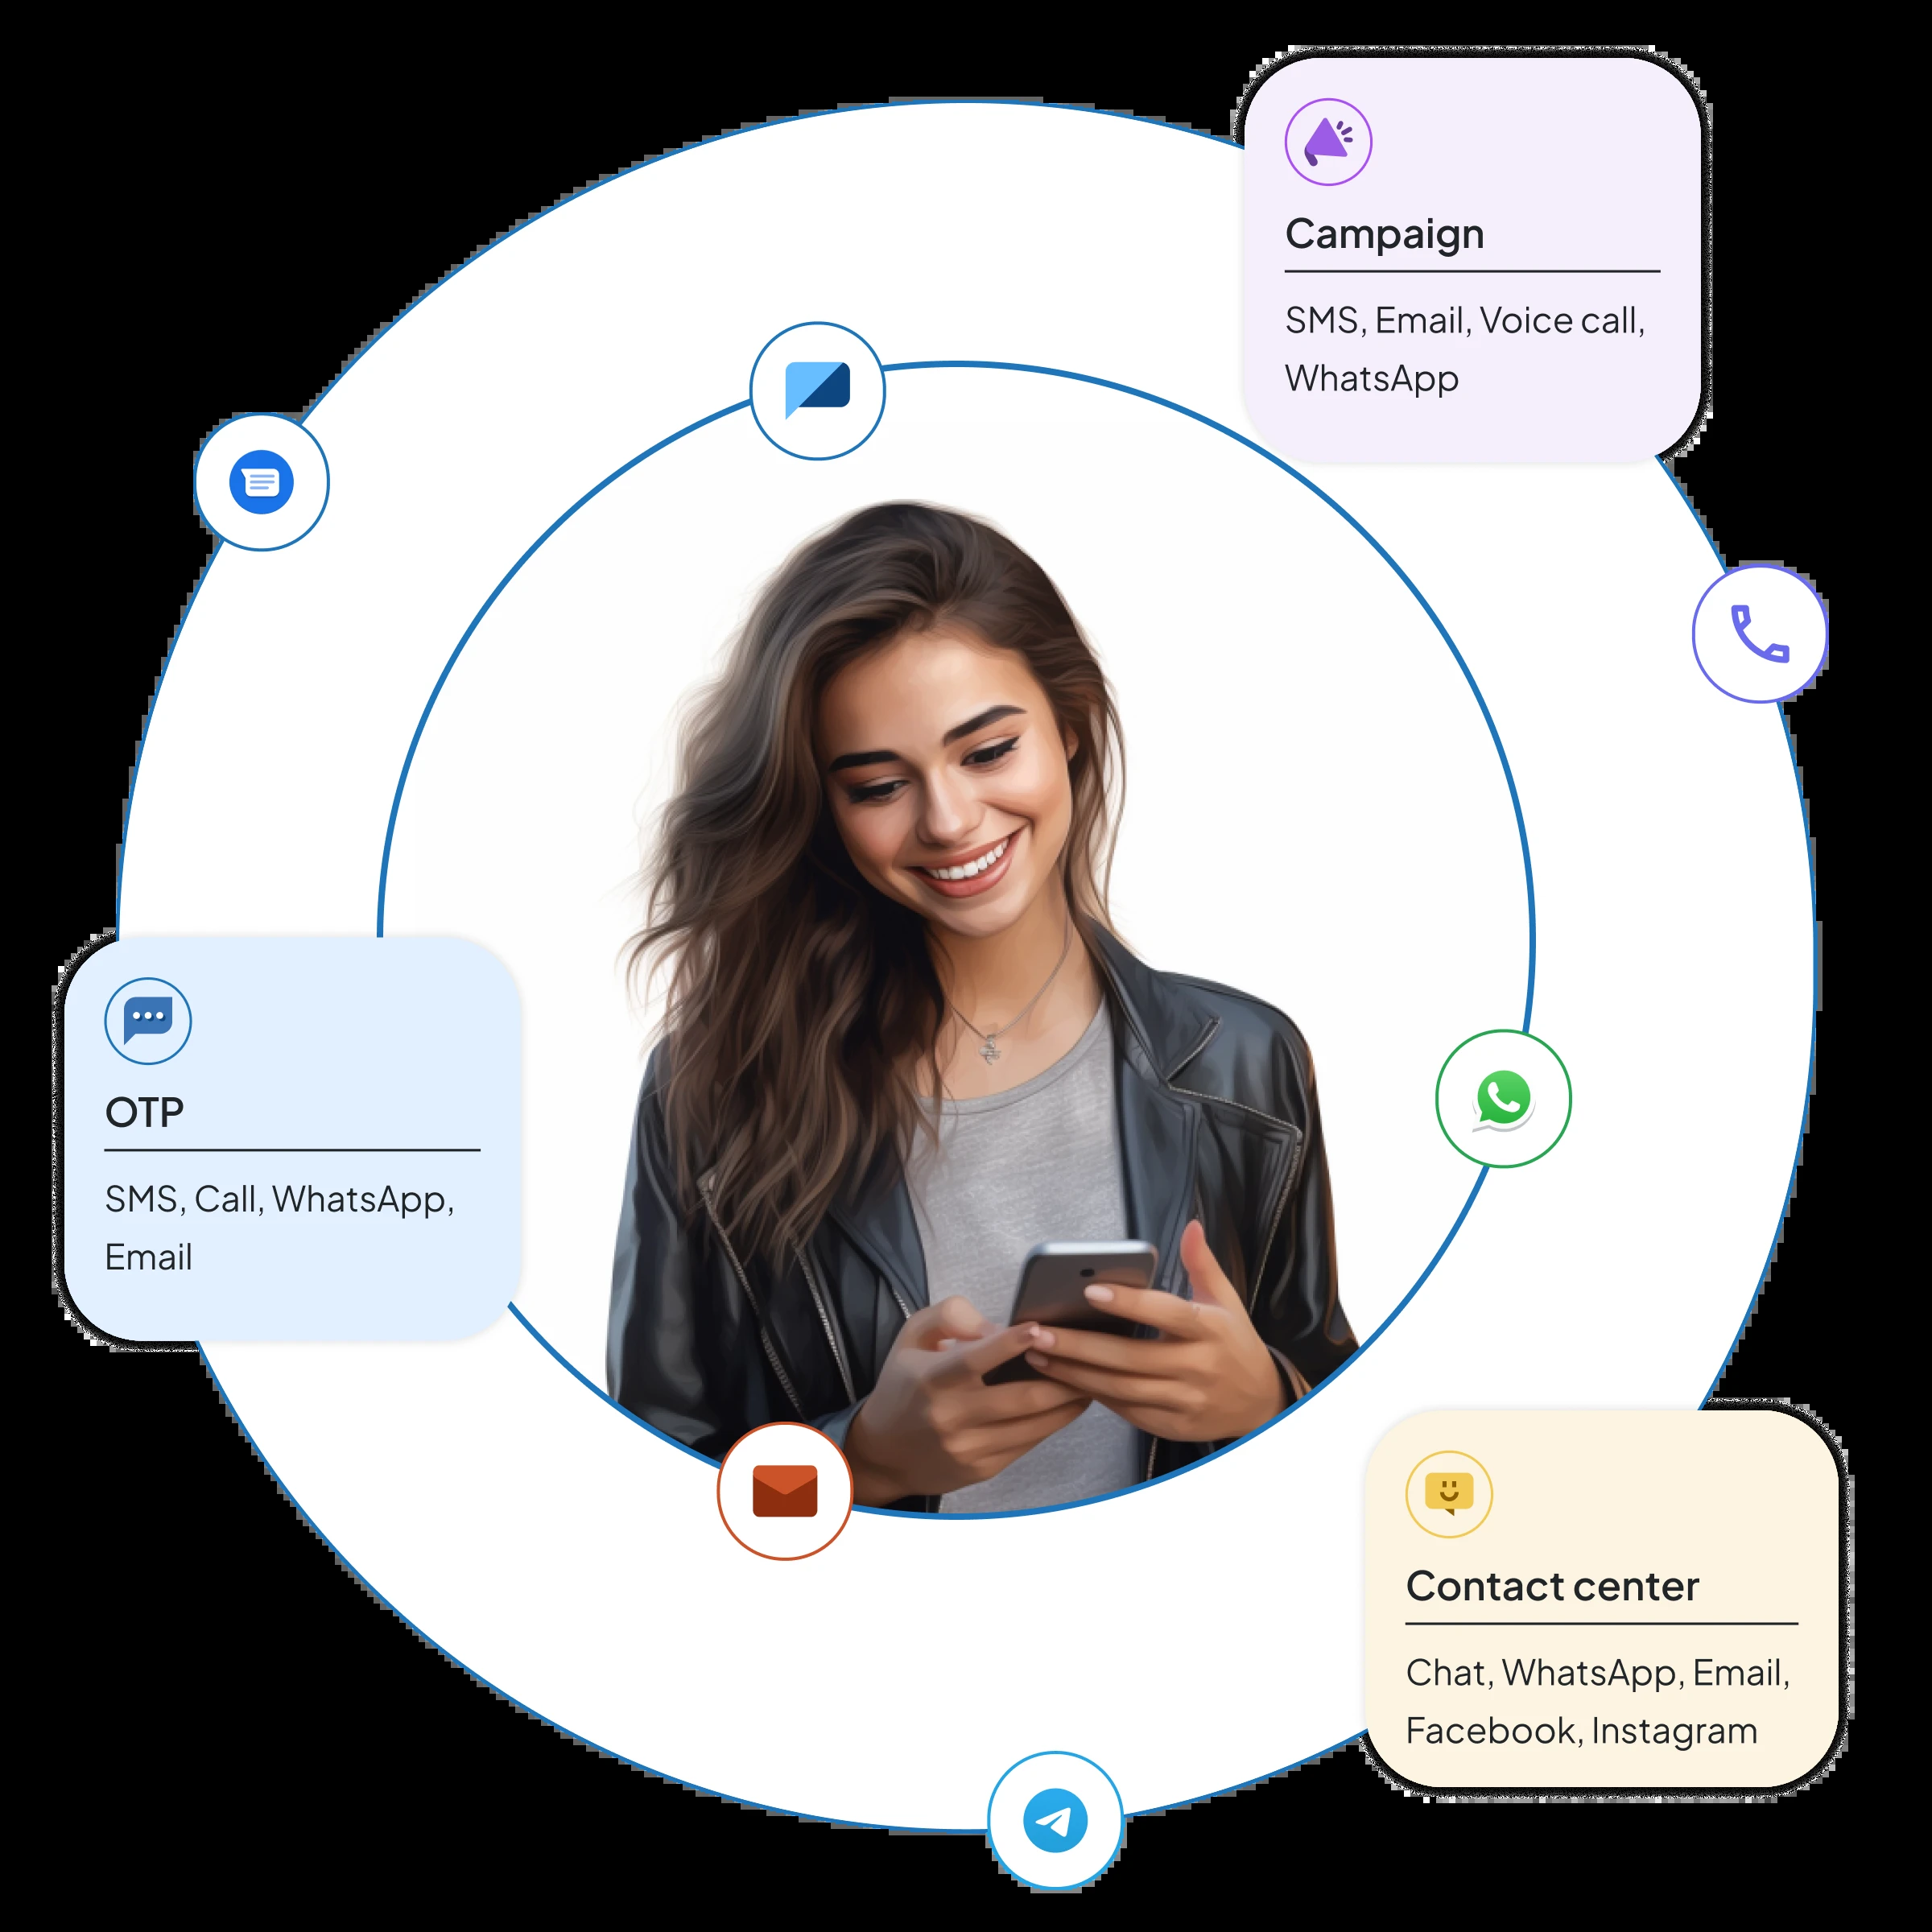 Campaign
SMS, Email, Voice call,
WhatsApp
OTP
SMS, Call, WhatsApp,
Email
Contact center
Chat, WhatsApp, Email,
Facebook, Instagram